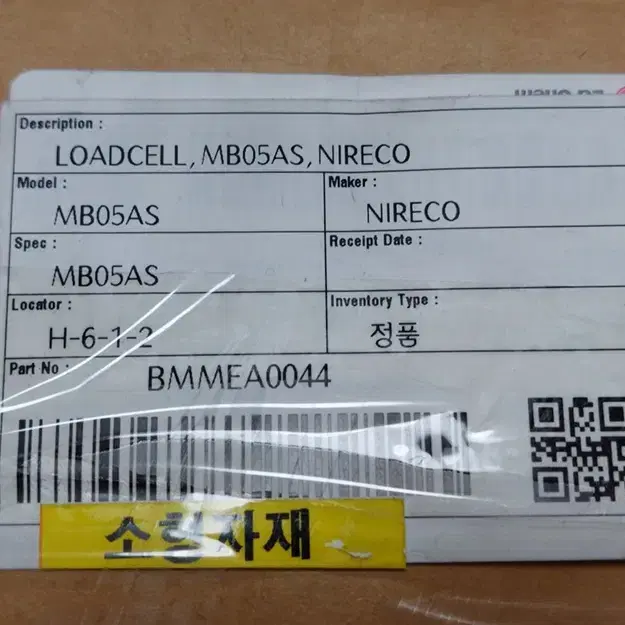 Description :
LOADCELL, MB05AS, NIRECO
Model :
MB05AS
Maker :
NIRECO
Spec :
MB05AS
Receipt Date :
Locator :
H-6-1-2
Inventory Type :
정품
Part No :
BMMEA0044
소형자재